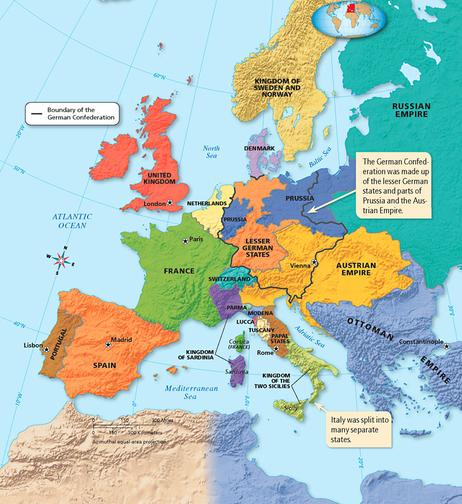 60°N
20°W
50°N
10°W
0°
KINGDOM OF
SWEDEN AND
NORWAY
RUSSIAN
EMPIRE
Boundary of the
German Confederation
North
Sea
DENMARK
Baltic Sea
The German Confed-
eration was made up
of the lesser German
states and parts of
Prussia and the Aus-
trian Empire.
UNITED
KINGDOM
London
NETHERLANDS
PRUSSIA
PRUSSIA
ATLANTIC
OCEAN
Paris
LESSER
GERMAN
STATES
Vienna
AUSTRIAN
EMPIRE
FRANCE
SWITZERLAND
PARMA
MODENA
LUCCA
TUSCANY
PAPAL
STATES
Adriatic Sea
OTTOMAN
EMPIRE
Constantinople
Corsica
(FRANCE)
Rome
KINGDOM
OF SARDINIA
Sardinia
PORTUGAL
Lisbon
Madrid
SPAIN
KINGDOM
OF THE
TWO SICILIES
Mediterranean
Sea
Sicily
Italy was split into
many separate
states.
Azimuthal equal-area projection